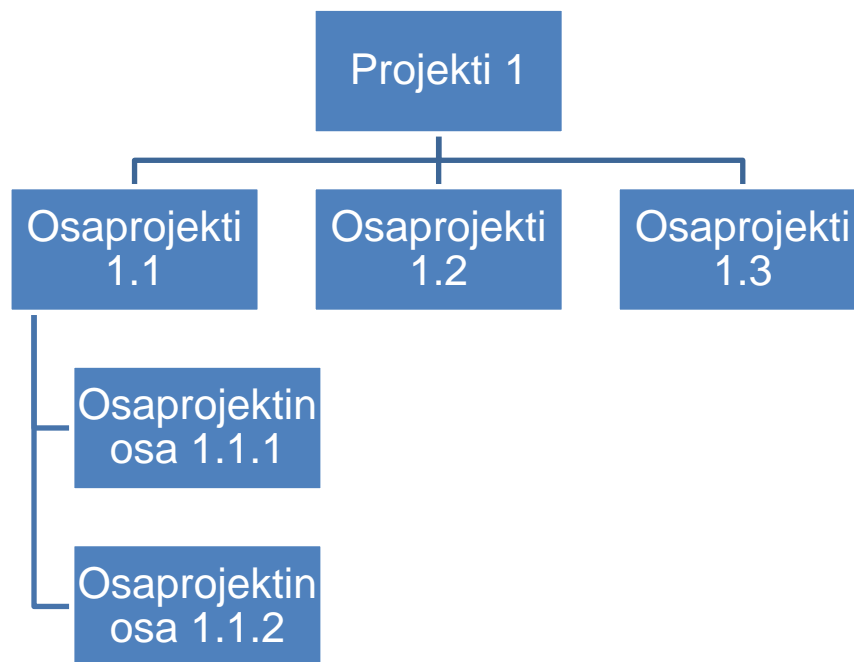 Projekti 1
Osaprojekti
1.1
Osaprojekti
1.2
Osaprojekti
1.3
Osaprojektin
osa 1.1.1
Osaprojektin
osa 1.1.2